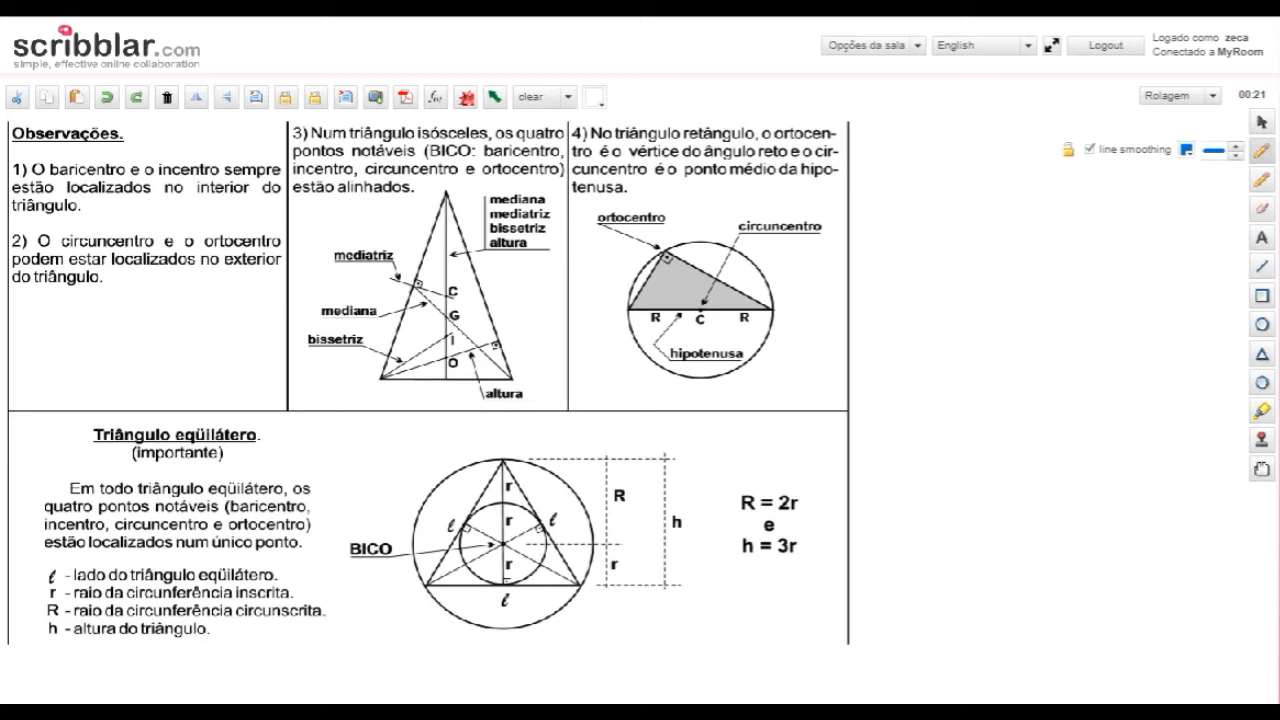 scribblar.com
simple, effective online collaboration
Opções da sala
English
Logout
Logado como zeca
Conectado a MyRoom
clear
Rolagem
00:21
line smoothing
Observações.
1) O baricentro e o incentro sempre
estão localizados no interior do
triângulo.
2) O circuncentro e o ortocentro
podem estar localizados no exterior
do triângulo.
3) Num triângulo isósceles, os quatro
pontos notáveis (BICO: baricentro,
incentro, circuncentro e ortocentro)
estão alinhados.
mediana
mediatriz
bissetriz
altura
mediatriz
C
mediana
G
bissetriz
I
O
altura
4) No triângulo retângulo, o ortocen-
tro é o vértice do ângulo reto e o cir-
cuncentro é o ponto médio da hipo-
tenusa.
ortocentro
circuncentro
R
C
R
hipotenusa
Triângulo eqüilátero.
(importante)
Em todo triângulo eqüilátero, os
quatro pontos notáveis (baricentro,
incentro, circuncentro e ortocentro)
estão localizados num único ponto.
ℓ - lado do triângulo eqüilátero.
r - raio da circunferência inscrita.
R - raio da circunferência circunscrita.
h - altura do triângulo.
r
R
ℓ
r
ℓ
h
BICO
r
r
ℓ
R = 2r
e
h = 3r